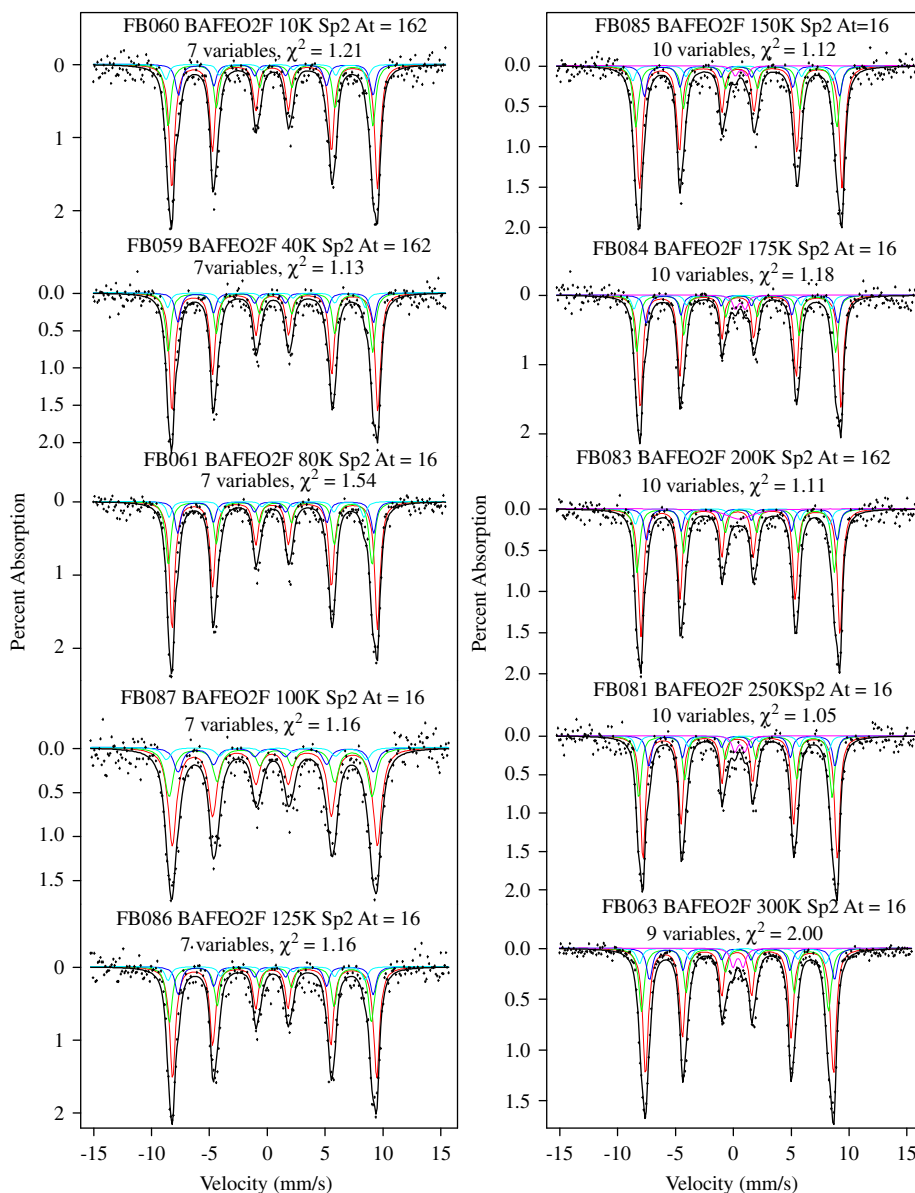 FB060 BAFEO2F 10K Sp2 At = 162
7 variables, χ² = 1.21
0
1
2
FB059 BAFEO2F 40K Sp2 At = 162
7variables, χ² = 1.13
0.0
0.5
1.0
1.5
2.0
FB061 BAFEO2F 80K Sp2 At = 16
7 variables, χ² = 1.54
0
1
2
FB087 BAFEO2F 100K Sp2 At = 16
7 variables, χ² = 1.16
0.0
0.5
1.0
1.5
FB086 BAFEO2F 125K Sp2 At = 16
7 variables, χ² = 1.16
0
1
2
Percent Absorption
-15 -10 -5 0 5 10 15
Velocity (mm/s)
FB085 BAFEO2F 150K Sp2 At=16
10 variables, χ² = 1.12
0.0
0.5
1.0
1.5
2.0
FB084 BAFEO2F 175K Sp2 At = 16
10 variables, χ² = 1.18
0
1
2
FB083 BAFEO2F 200K Sp2 At = 162
10 variables, χ² = 1.11
0.0
0.5
1.0
1.5
2.0
FB081 BAFEO2F 250KSp2 At = 16
10 variables, χ² = 1.05
0.0
0.5
1.0
1.5
2.0
FB063 BAFEO2F 300K Sp2 At = 16
9 variables, χ² = 2.00
0.0
0.5
1.0
1.5
Percent Absorption
-15 -10 -5 0 5 10 15
Velocity (mm/s)